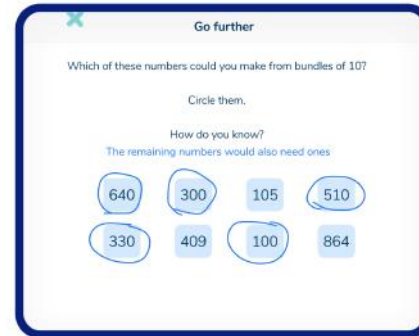 Go further
Which of these numbers could you make from bundles of 10?
Circle them.
How do you know?
The remaining numbers would also need ones
640 300 105 510
330 409 100 864